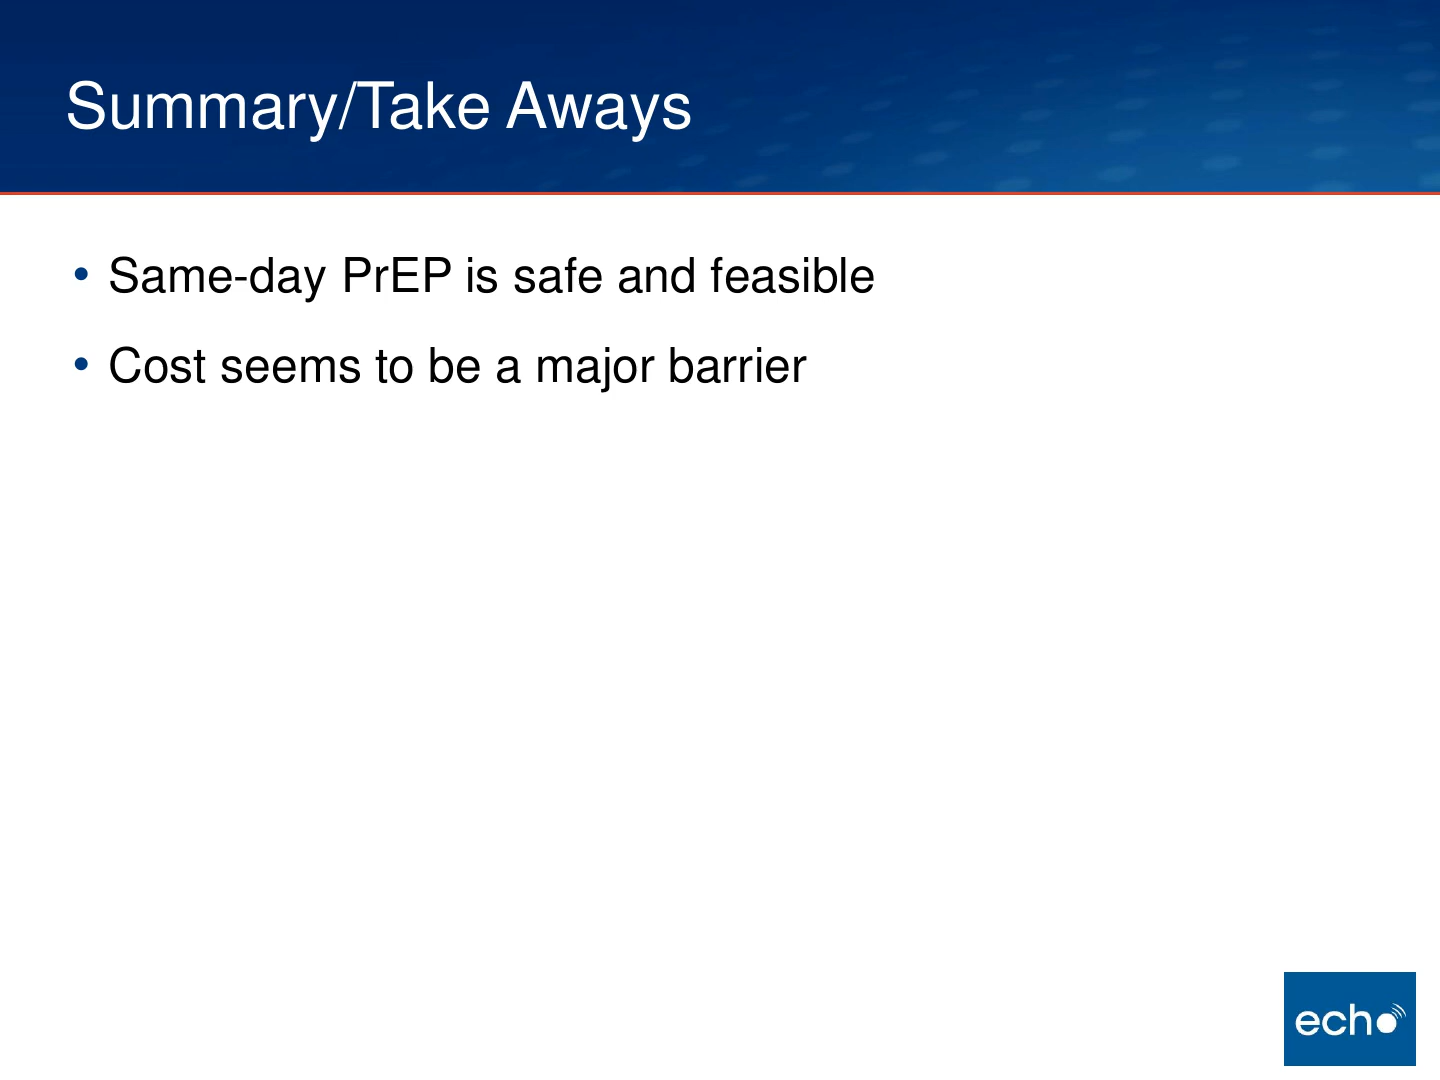 Summary/Take Aways
• Same-day PrEP is safe and feasible
• Cost seems to be a major barrier
echo